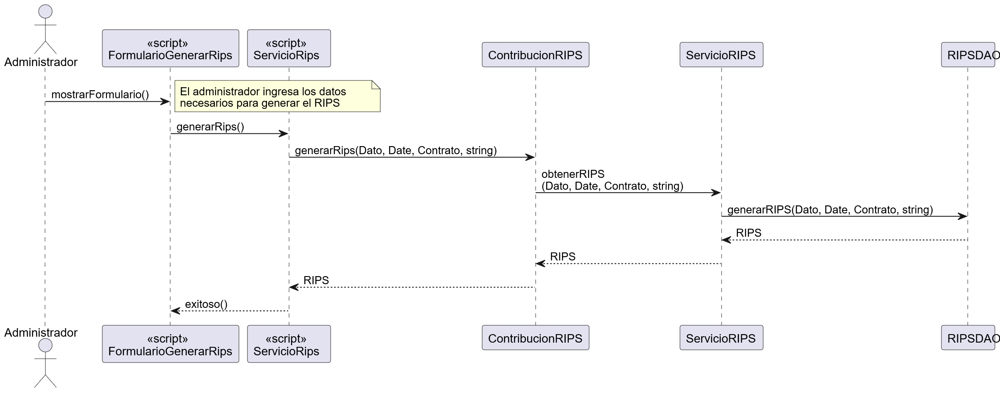 Administrador
«script»
FormularioGenerarRips
«script»
ServicioRips
ContribucionRIPS
ServicioRIPS
RIPSDAO
mostrarFormulario()
El administrador ingresa los datos
necesarios para generar el RIPS
generarRips()
generarRips(Dato, Date, Contrato, string)
obtenerRIPS
(Dato, Date, Contrato, string)
generarRIPS(Dato, Date, Contrato, string)
RIPS
RIPS
RIPS
exitoso()
Administrador
«script»
FormularioGenerarRips
«script»
ServicioRips
ContribucionRIPS
ServicioRIPS
RIPSDAO